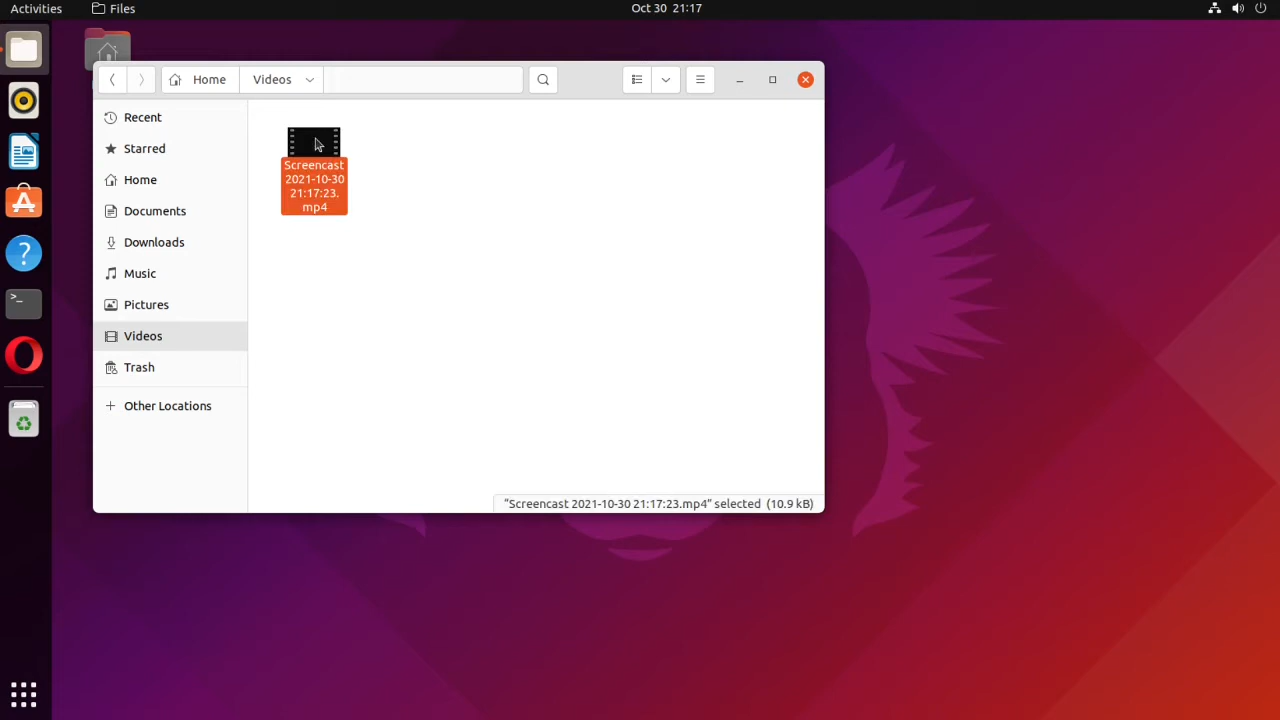 Activities
Files
Oct 30 21:17
Home
Videos
Recent
Starred
Home
Documents
Downloads
Music
Pictures
Videos
Trash
Other Locations
Screencast
2021-10-30
21:17:23.
mp4
"Screencast 2021-10-30 21:17:23.mp4" selected (10.9 kB)